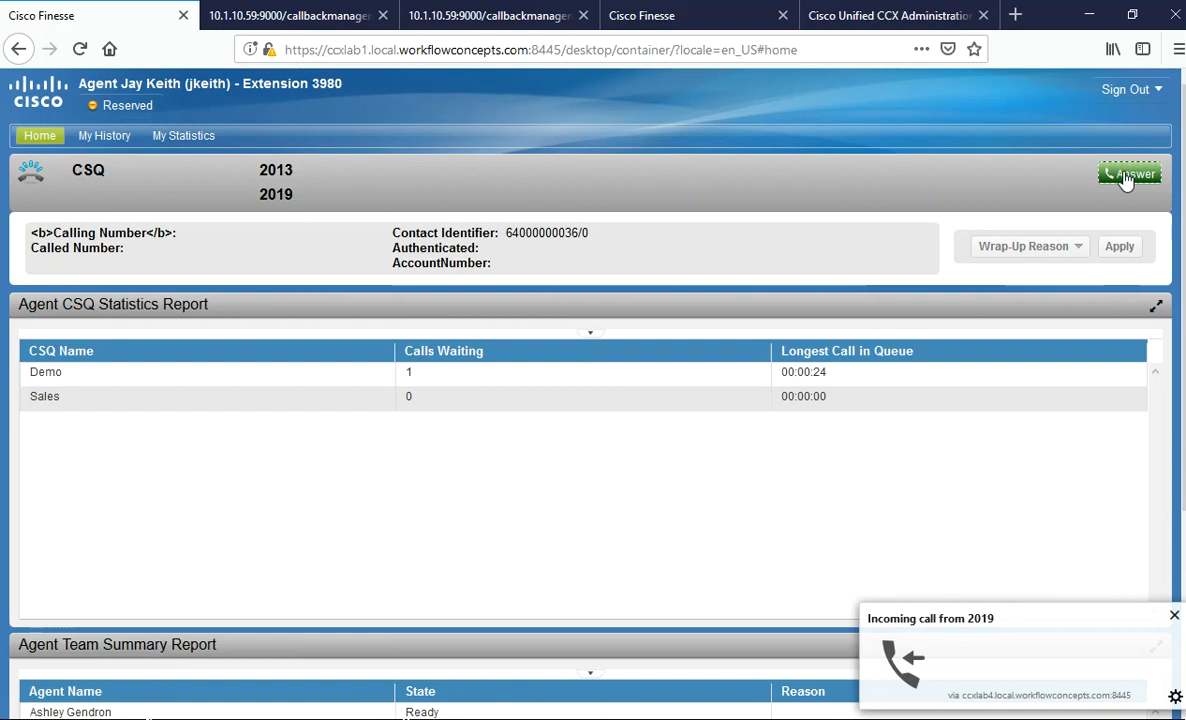 Cisco Finesse
10.1.10.59:9000/callbackmanager
10.1.10.59:9000/callbackmanager
Cisco Finesse
Cisco Unified CCX Administration
https://ccxlab1.local.workflowconcepts.com:8445/desktop/container/?locale=en_US#home
CISCO
Agent Jay Keith (jkeith) - Extension 3980
Reserved
Sign Out
Home My History My Statistics
CSQ 2013
2019
Answer
<b>Calling Number</b>:
Called Number:
Contact Identifier: 64000000036/0
Authenticated:
AccountNumber:
Wrap-Up Reason
Apply
Agent CSQ Statistics Report
CSQ Name Calls Waiting Longest Call in Queue
Demo 1 00:00:24
Sales 0 00:00:00
Agent Team Summary Report
Agent Name State Reason
Ashley Gendron Ready
Incoming call from 2019
via ccxlab4.local.workflowconcepts.com:8445